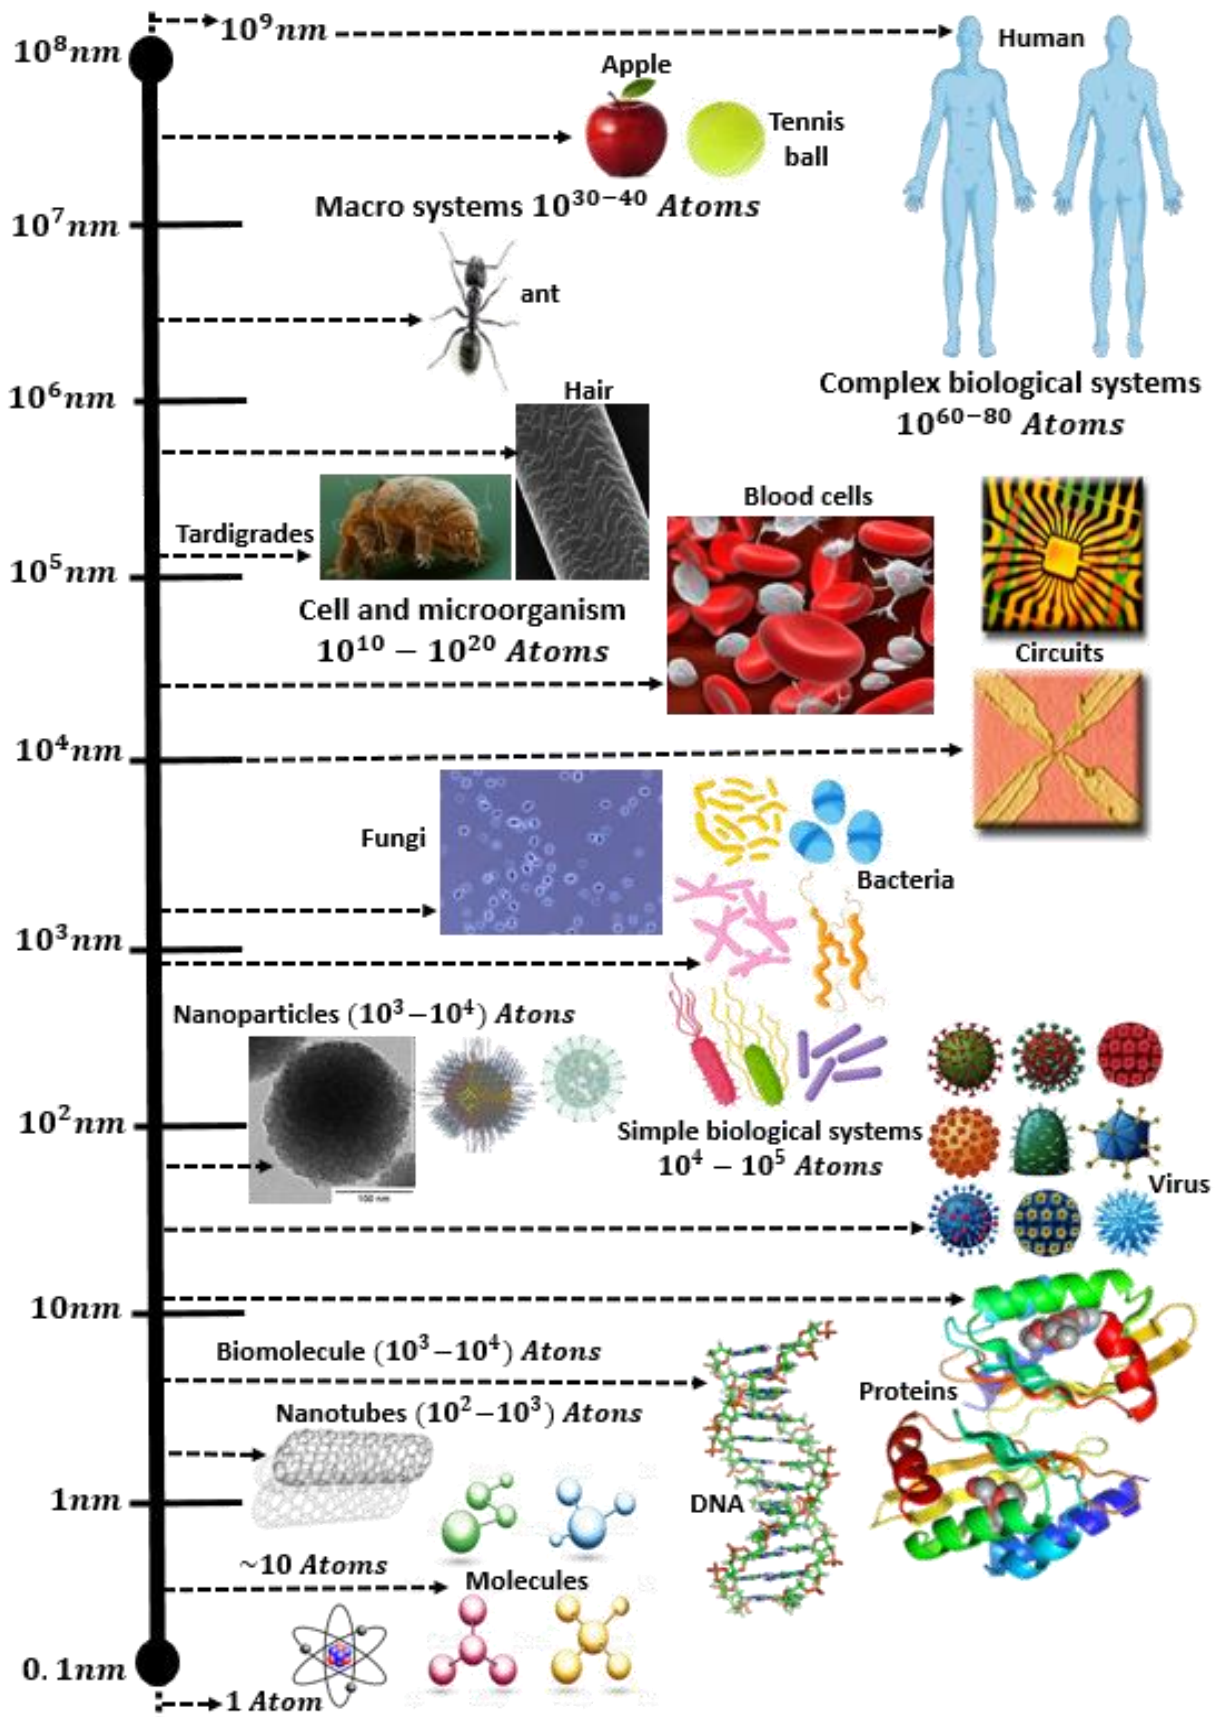 10⁹nm
10⁸nm
Human
Apple
Tennis
ball
Macro systems 10³⁰⁻⁴⁰ Atoms
10⁷nm
ant
Complex biological systems
10⁶⁰⁻⁸⁰ Atoms
10⁶nm
Hair
Blood cells
Tardigrades
10⁵nm
Cell and microorganism
10¹⁰ − 10²⁰ Atoms
Circuits
10⁴nm
Fungi
Bacteria
10³nm
Nanoparticles (10³−10⁴) Atons
10²nm
Simple biological systems
10⁴ − 10⁵ Atoms
Virus
100 nm
10nm
Biomolecule (10³−10⁴) Atons
Proteins
Nanotubes (10²−10³) Atons
1nm
DNA
~10 Atoms
Molecules
0.1nm
1 Atom